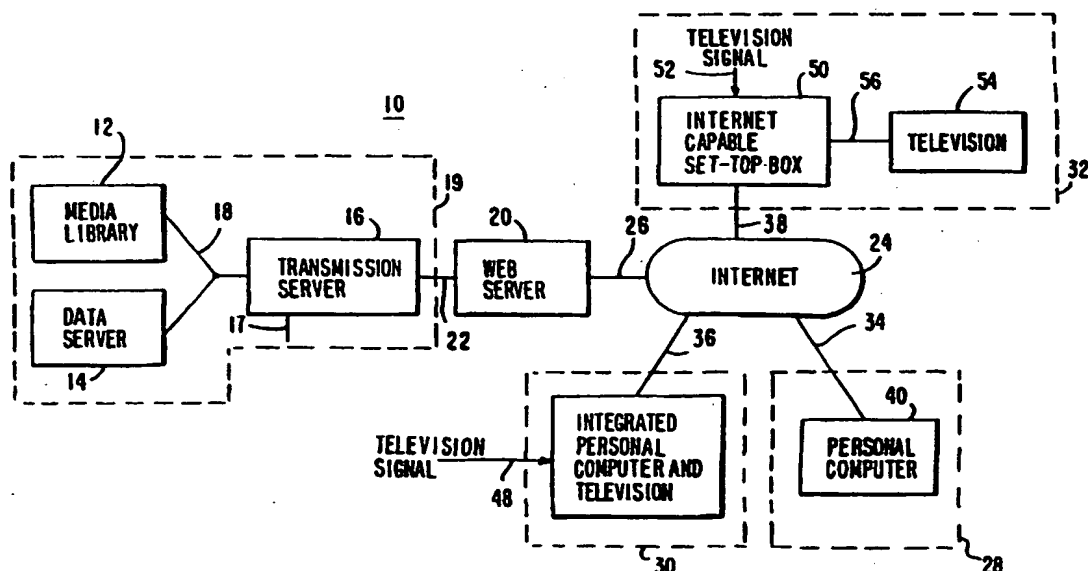 TELEVISION
SIGNAL
52
50
56
54
INTERNET
CAPABLE
SET-TOP-BOX
TELEVISION
32
10
12
MEDIA
LIBRARY
18
16
19
TRANSMISSION
SERVER
17
20
WEB
SERVER
22
26
38
INTERNET
24
DATA
SERVER
14
36
34
TELEVISION
SIGNAL
48
INTEGRATED
PERSONAL
COMPUTER AND
TELEVISION
30
40
PERSONAL
COMPUTER
28